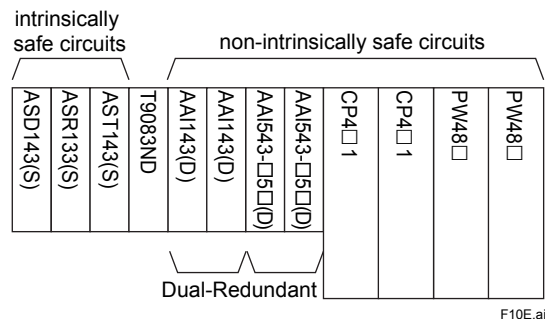 intrinsically
safe circuits
non-intrinsically safe circuits
ASD143(S)
ASR133(S)
AST143(S)
T9083ND
AAI143(D)
AAI143(D)
AAI543-□5□(D)
AAI543-□5□(D)
CP4□1
CP4□1
PW48□
PW48□
Dual-Redundant
F10E.ai